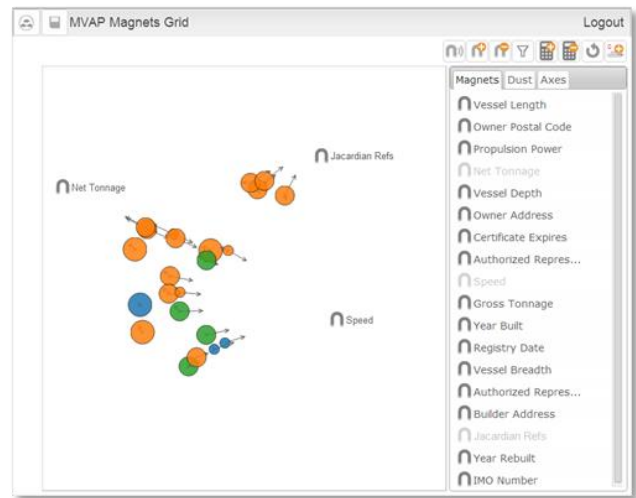 MVAP Magnets Grid
Logout
Magnets Dust Axes
Jacardian Refs
Net Tonnage
Speed
Vessel Length
Owner Postal Code
Propulsion Power
Net Tonnage
Vessel Depth
Owner Address
Certificate Expires
Authorized Repres...
Speed
Gross Tonnage
Year Built
Registry Date
Vessel Breadth
Authorized Repres...
Builder Address
Jacardian Refs
Year Rebuilt
IMO Number